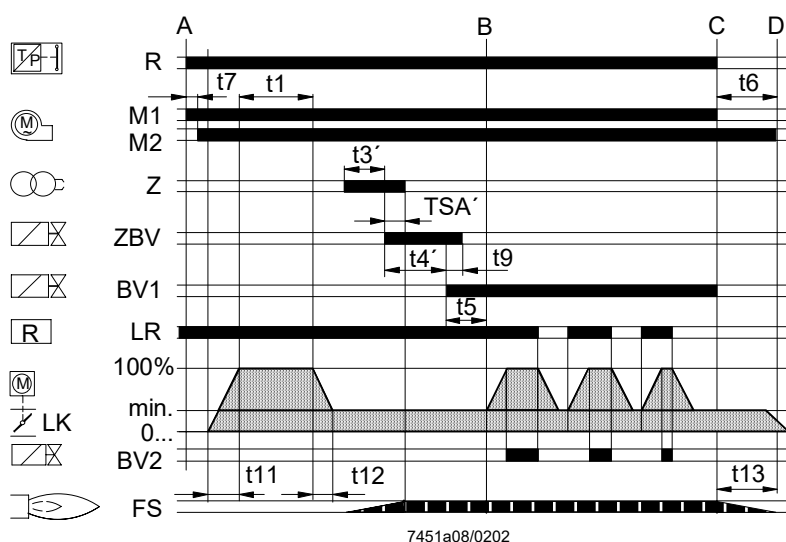 A B C D
R
t7 t1 t6
M1
M
~
M2
t3´
Z
TSA´
ZBV
t4´ t9
BV1
t5
R LR
100%
M
min.
LK
0...
BV2
t11 t12 t13
FS
T/P
7451a08/0202